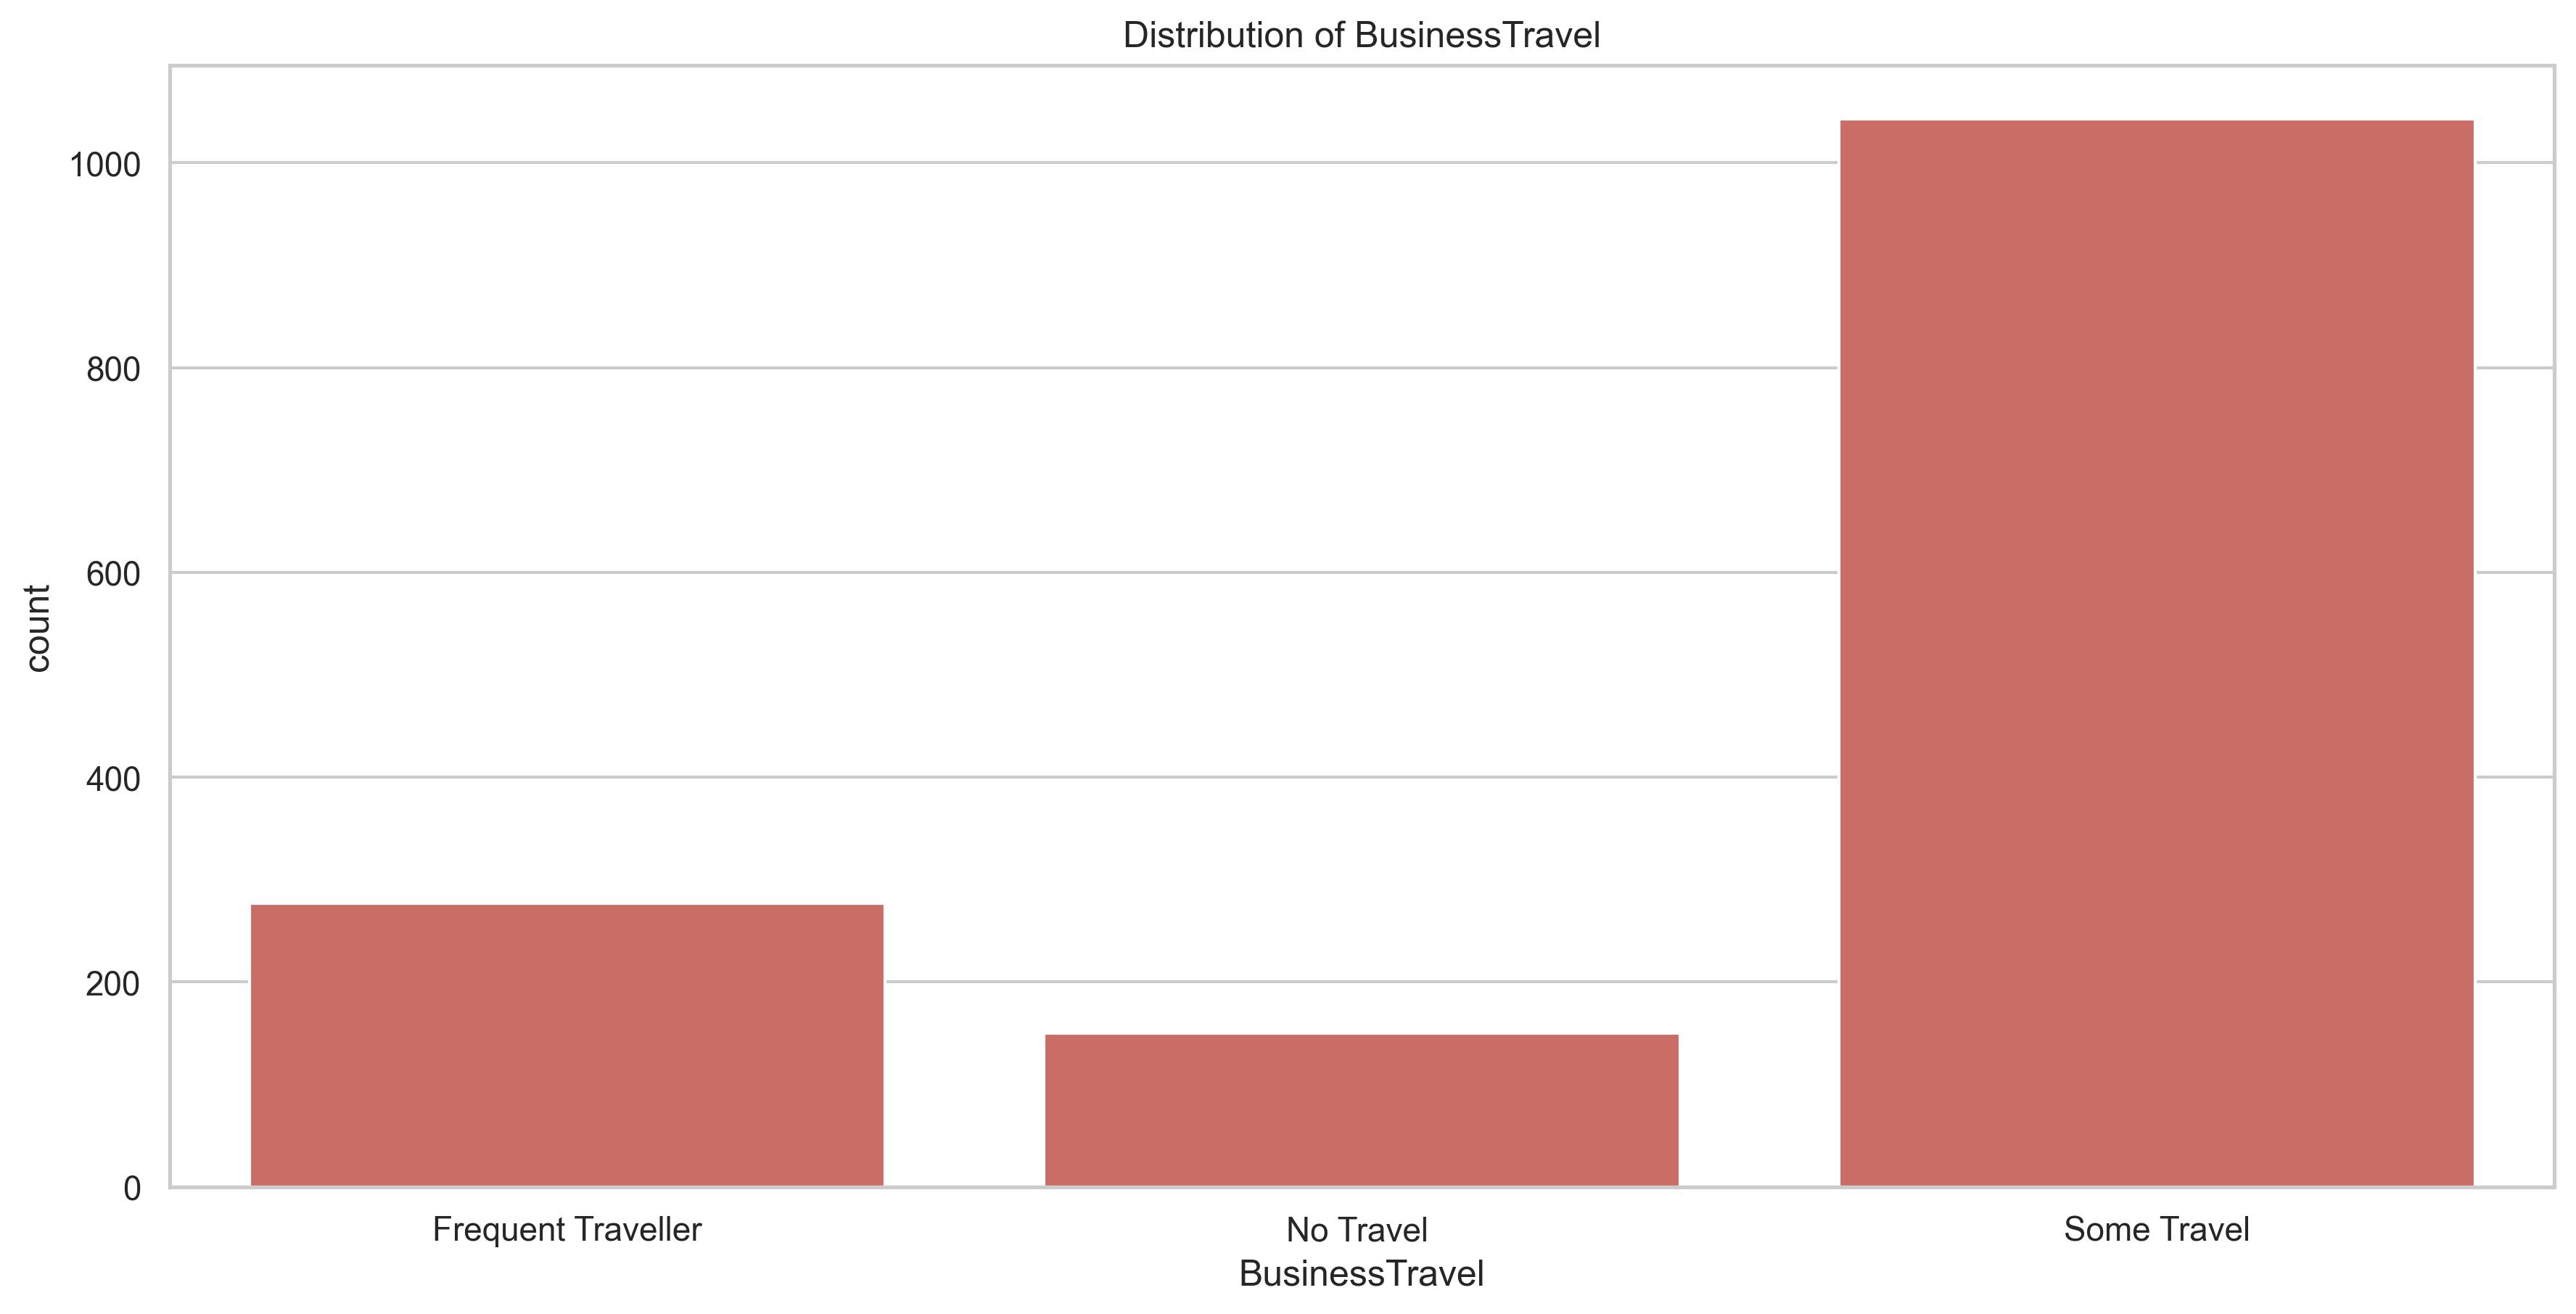 Distribution of BusinessTravel
1000
800
600
400
200
0
count
Frequent Traveller
No Travel
Some Travel
BusinessTravel